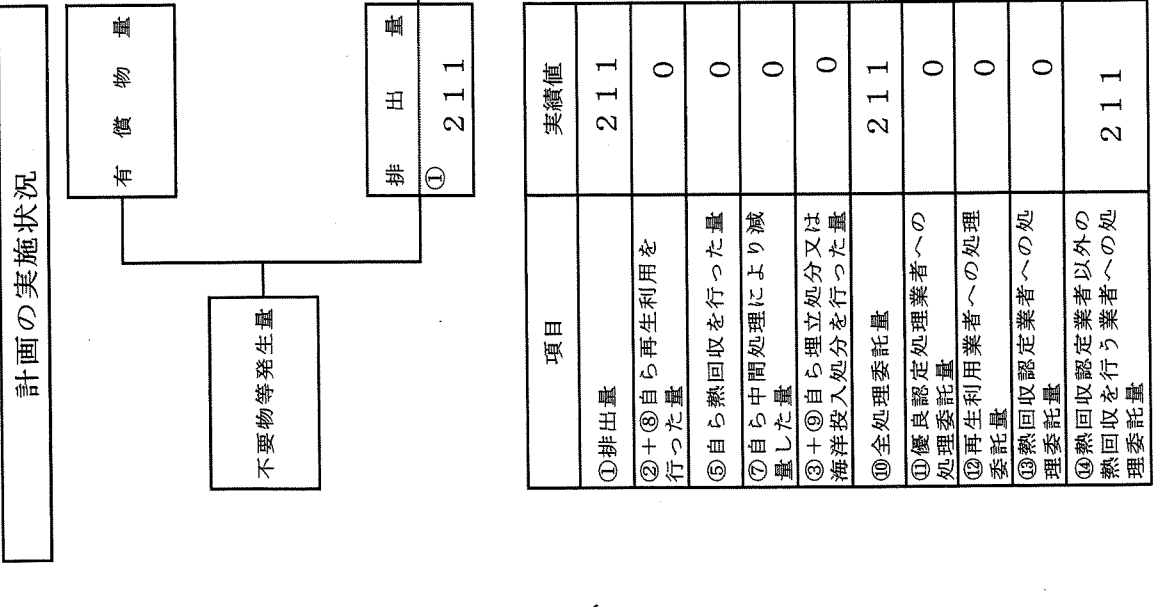 計画の実施状況
有償物量
不要物等発生量
排出量
①
211
項目 実績値
①排出量 211
②＋⑧自ら再生利用を
行った量 0
⑤自ら熱回収を行った量 0
⑦自ら中間処理により減
量した量 0
③＋⑨自ら埋立処分又は
海洋投入処分を行った量 0
⑩全処理委託量 211
⑪優良認定処理業者への
処理委託量 0
⑫再生利用業者への処理
委託量 0
⑬熱回収認定業者への処
理委託量 0
⑭熱回収認定業者以外の
熱回収を行う業者への処
理委託量 211